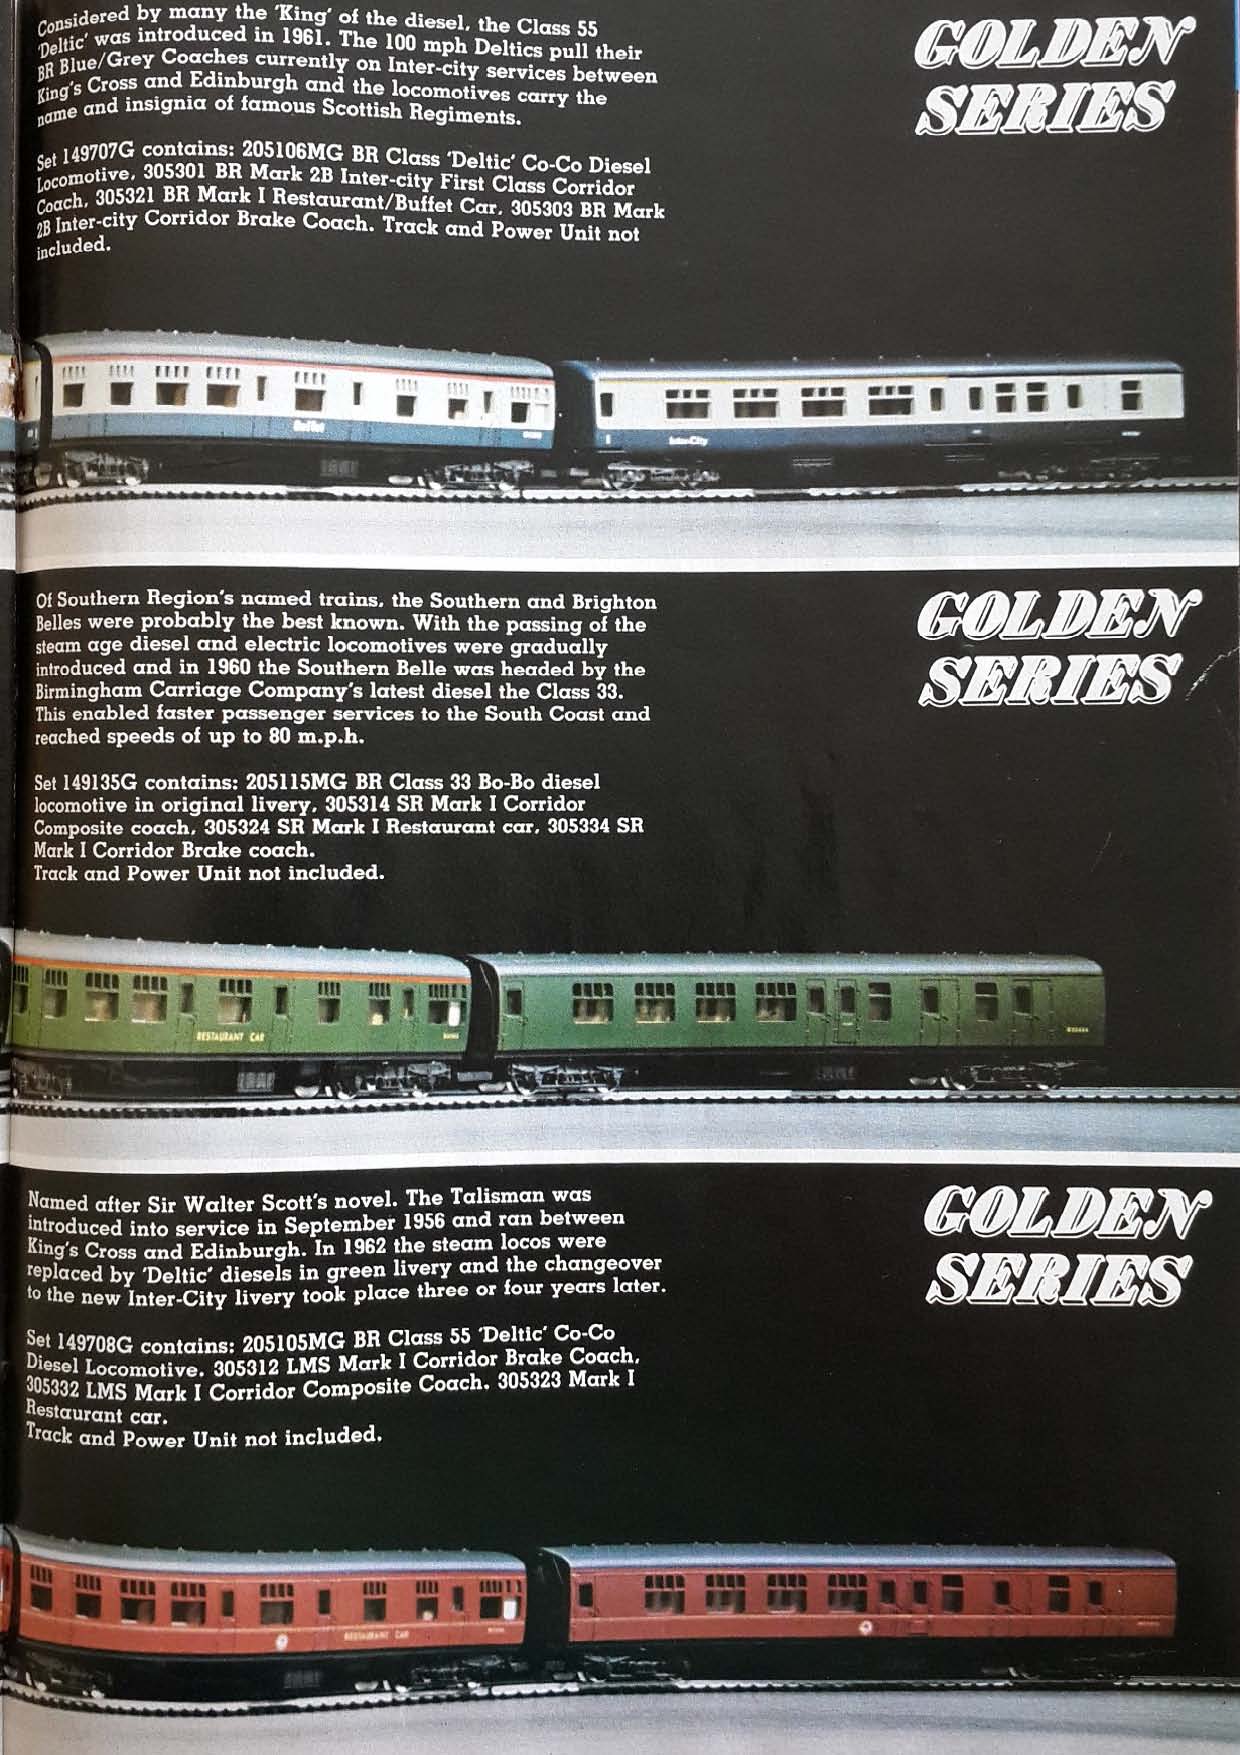 Considered by many the 'King' of the diesel, the Class 55
'Deltic' was introduced in 1961. The 100 mph Deltics pull their
BR Blue/Grey Coaches currently on Inter-city services between
King's Cross and Edinburgh and the locomotives carry the
name and insignia of famous Scottish Regiments.
Set 149707G contains: 205106MG BR Class 'Deltic' Co-Co Diesel
Locomotive, 305301 BR Mark 2B Inter-city First Class Corridor
Coach, 305321 BR Mark I Restaurant/Buffet Car, 305303 BR Mark
2B Inter-city Corridor Brake Coach. Track and Power Unit not
included.
GOLDEN
SERIES
Buffet
Inter-City
Of Southern Region's named trains, the Southern and Brighton
Belles were probably the best known. With the passing of the
steam age diesel and electric locomotives were gradually
introduced and in 1960 the Southern Belle was headed by the
Birmingham Carriage Company's latest diesel the Class 33.
This enabled faster passenger services to the South Coast and
reached speeds of up to 80 m.p.h.
Set 149135G contains: 205115MG BR Class 33 Bo-Bo diesel
locomotive in original livery, 305314 SR Mark I Corridor
Composite coach, 305324 SR Mark I Restaurant car, 305334 SR
Mark I Corridor Brake coach.
Track and Power Unit not included.
GOLDEN
SERIES
RESTAURANT CAR
Named after Sir Walter Scott's novel. The Talisman was
introduced into service in September 1956 and ran between
King's Cross and Edinburgh. In 1962 the steam locos were
replaced by 'Deltic' diesels in green livery and the changeover
to the new Inter-City livery took place three or four years later.
Set 149708G contains: 205105MG BR Class 55 'Deltic' Co-Co
Diesel Locomotive. 305312 LMS Mark I Corridor Brake Coach,
305332 LMS Mark I Corridor Composite Coach. 305323 Mark I
Restaurant car.
Track and Power Unit not included.
GOLDEN
SERIES
RESTAURANT CAR